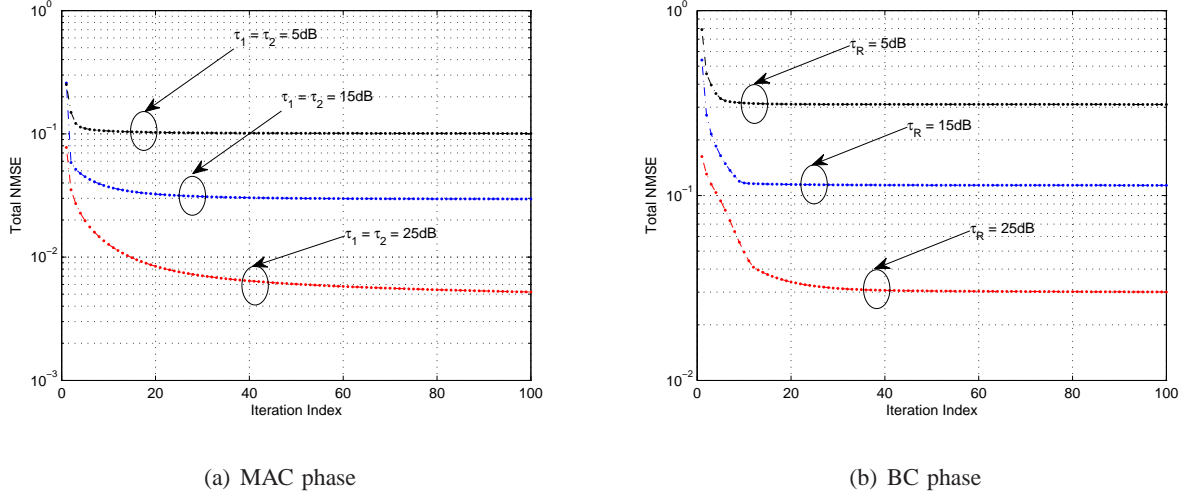 10^0
10^-1
10^-2
10^-3
Total NMSE
τ_1 = τ_2 = 5dB
τ_1 = τ_2 = 15dB
τ_1 = τ_2 = 25dB
0 20 40 60 80 100
Iteration Index
(a) MAC phase
10^0
10^-1
10^-2
Total NMSE
τ_R = 5dB
τ_R = 15dB
τ_R = 25dB
0 20 40 60 80 100
Iteration Index
(b) BC phase